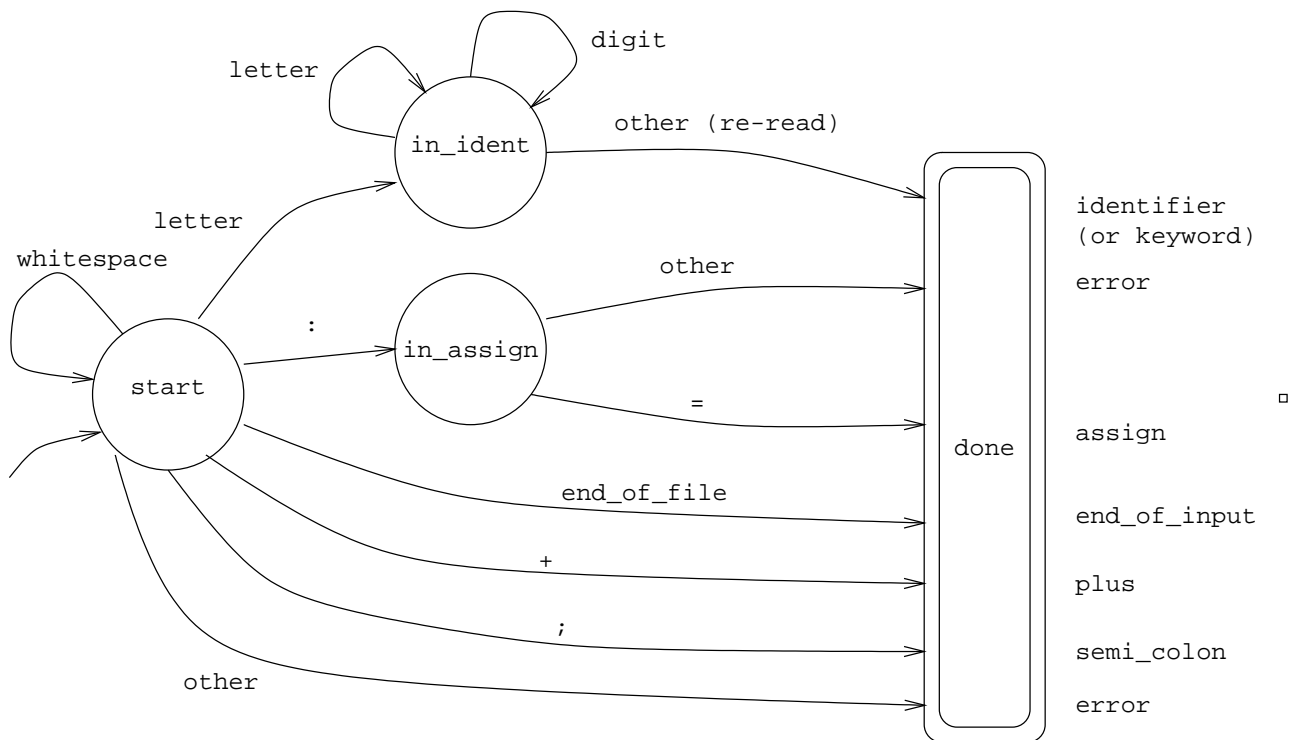 digit
letter
other (re-read)
in_ident
identifier
(or keyword)
letter
whitespace
other
error
:
in_assign
start
=
assign
done
end_of_file
end_of_input
+
plus
;
semi_colon
other
error